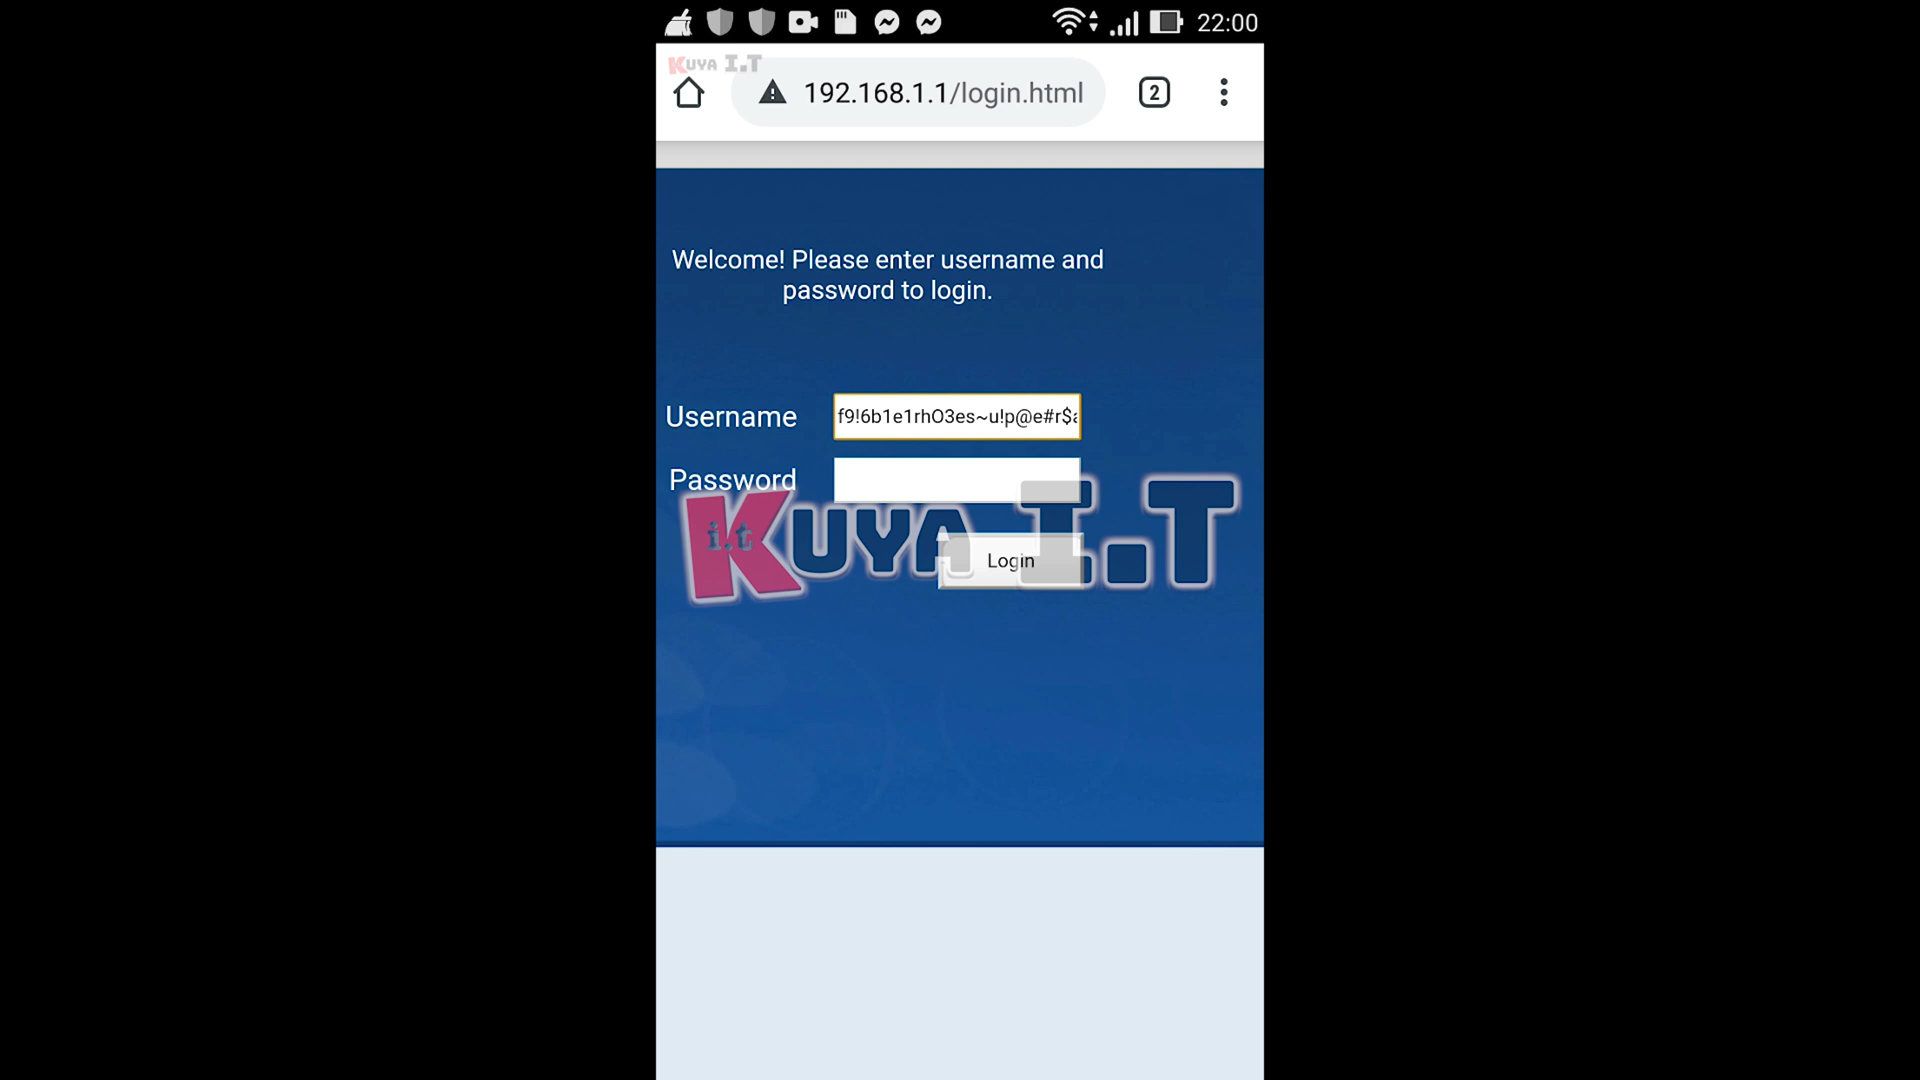 22:00
KUYA I.T
192.168.1.1/login.html
2
Welcome! Please enter username and
password to login.
Username
f9!6b1e1rhO3es~u!p@e#r$
Password
i.t
KUYA I.T
Login